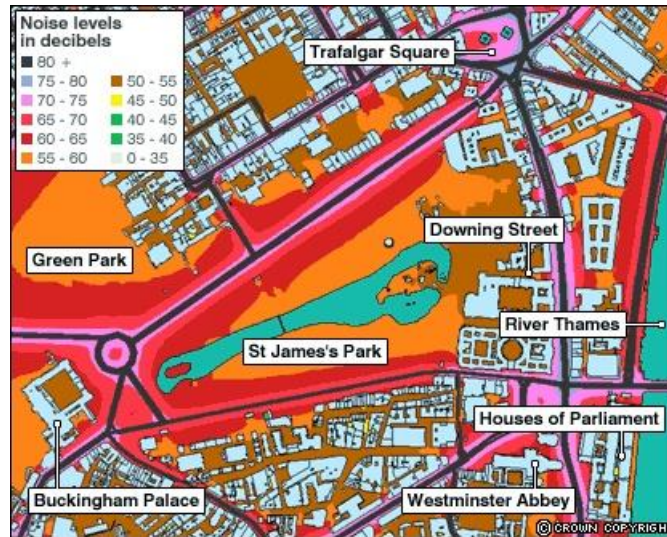 Noise levels
in decibels
80 +
75 - 80
70 - 75
65 - 70
60 - 65
55 - 60
50 - 55
45 - 50
40 - 45
35 - 40
0 - 35
Trafalgar Square
Downing Street
Green Park
River Thames
St James's Park
Houses of Parliament
Buckingham Palace
Westminster Abbey
© CROWN COPYRIGH